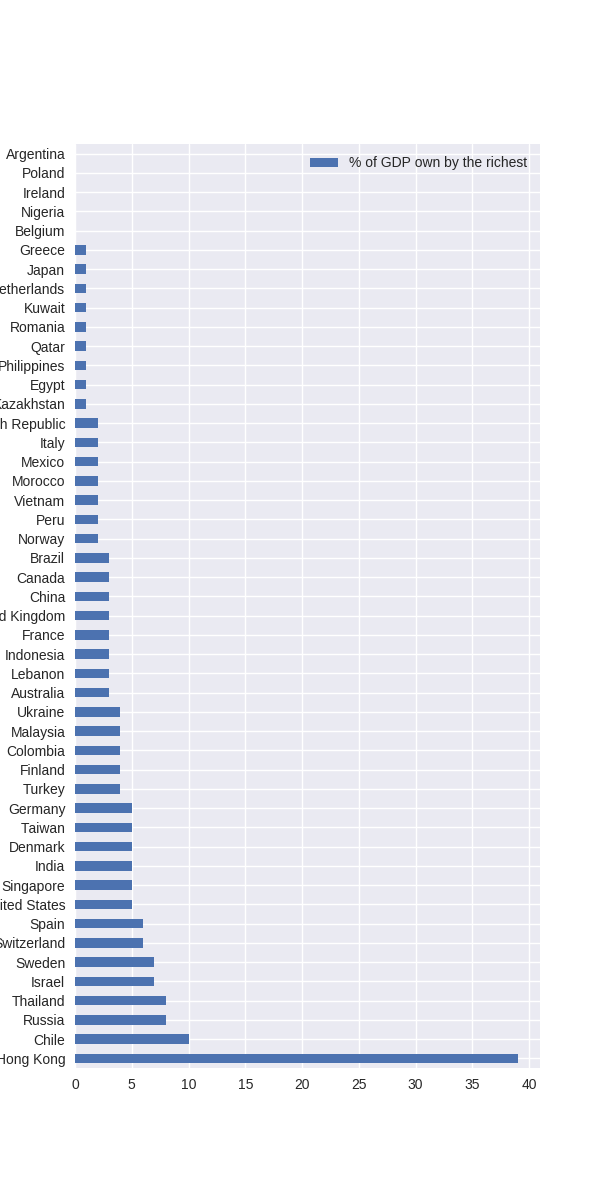 % of GDP own by the richest
Argentina
Poland
Ireland
Nigeria
Belgium
Greece
Japan
etherlands
Kuwait
Romania
Qatar
Philippines
Egypt
Kazakhstan
h Republic
Italy
Mexico
Morocco
Vietnam
Peru
Norway
Brazil
Canada
China
d Kingdom
France
Indonesia
Lebanon
Australia
Ukraine
Malaysia
Colombia
Finland
Turkey
Germany
Taiwan
Denmark
India
Singapore
ited States
Spain
Switzerland
Sweden
Israel
Thailand
Russia
Chile
Hong Kong
0 5 10 15 20 25 30 35 40